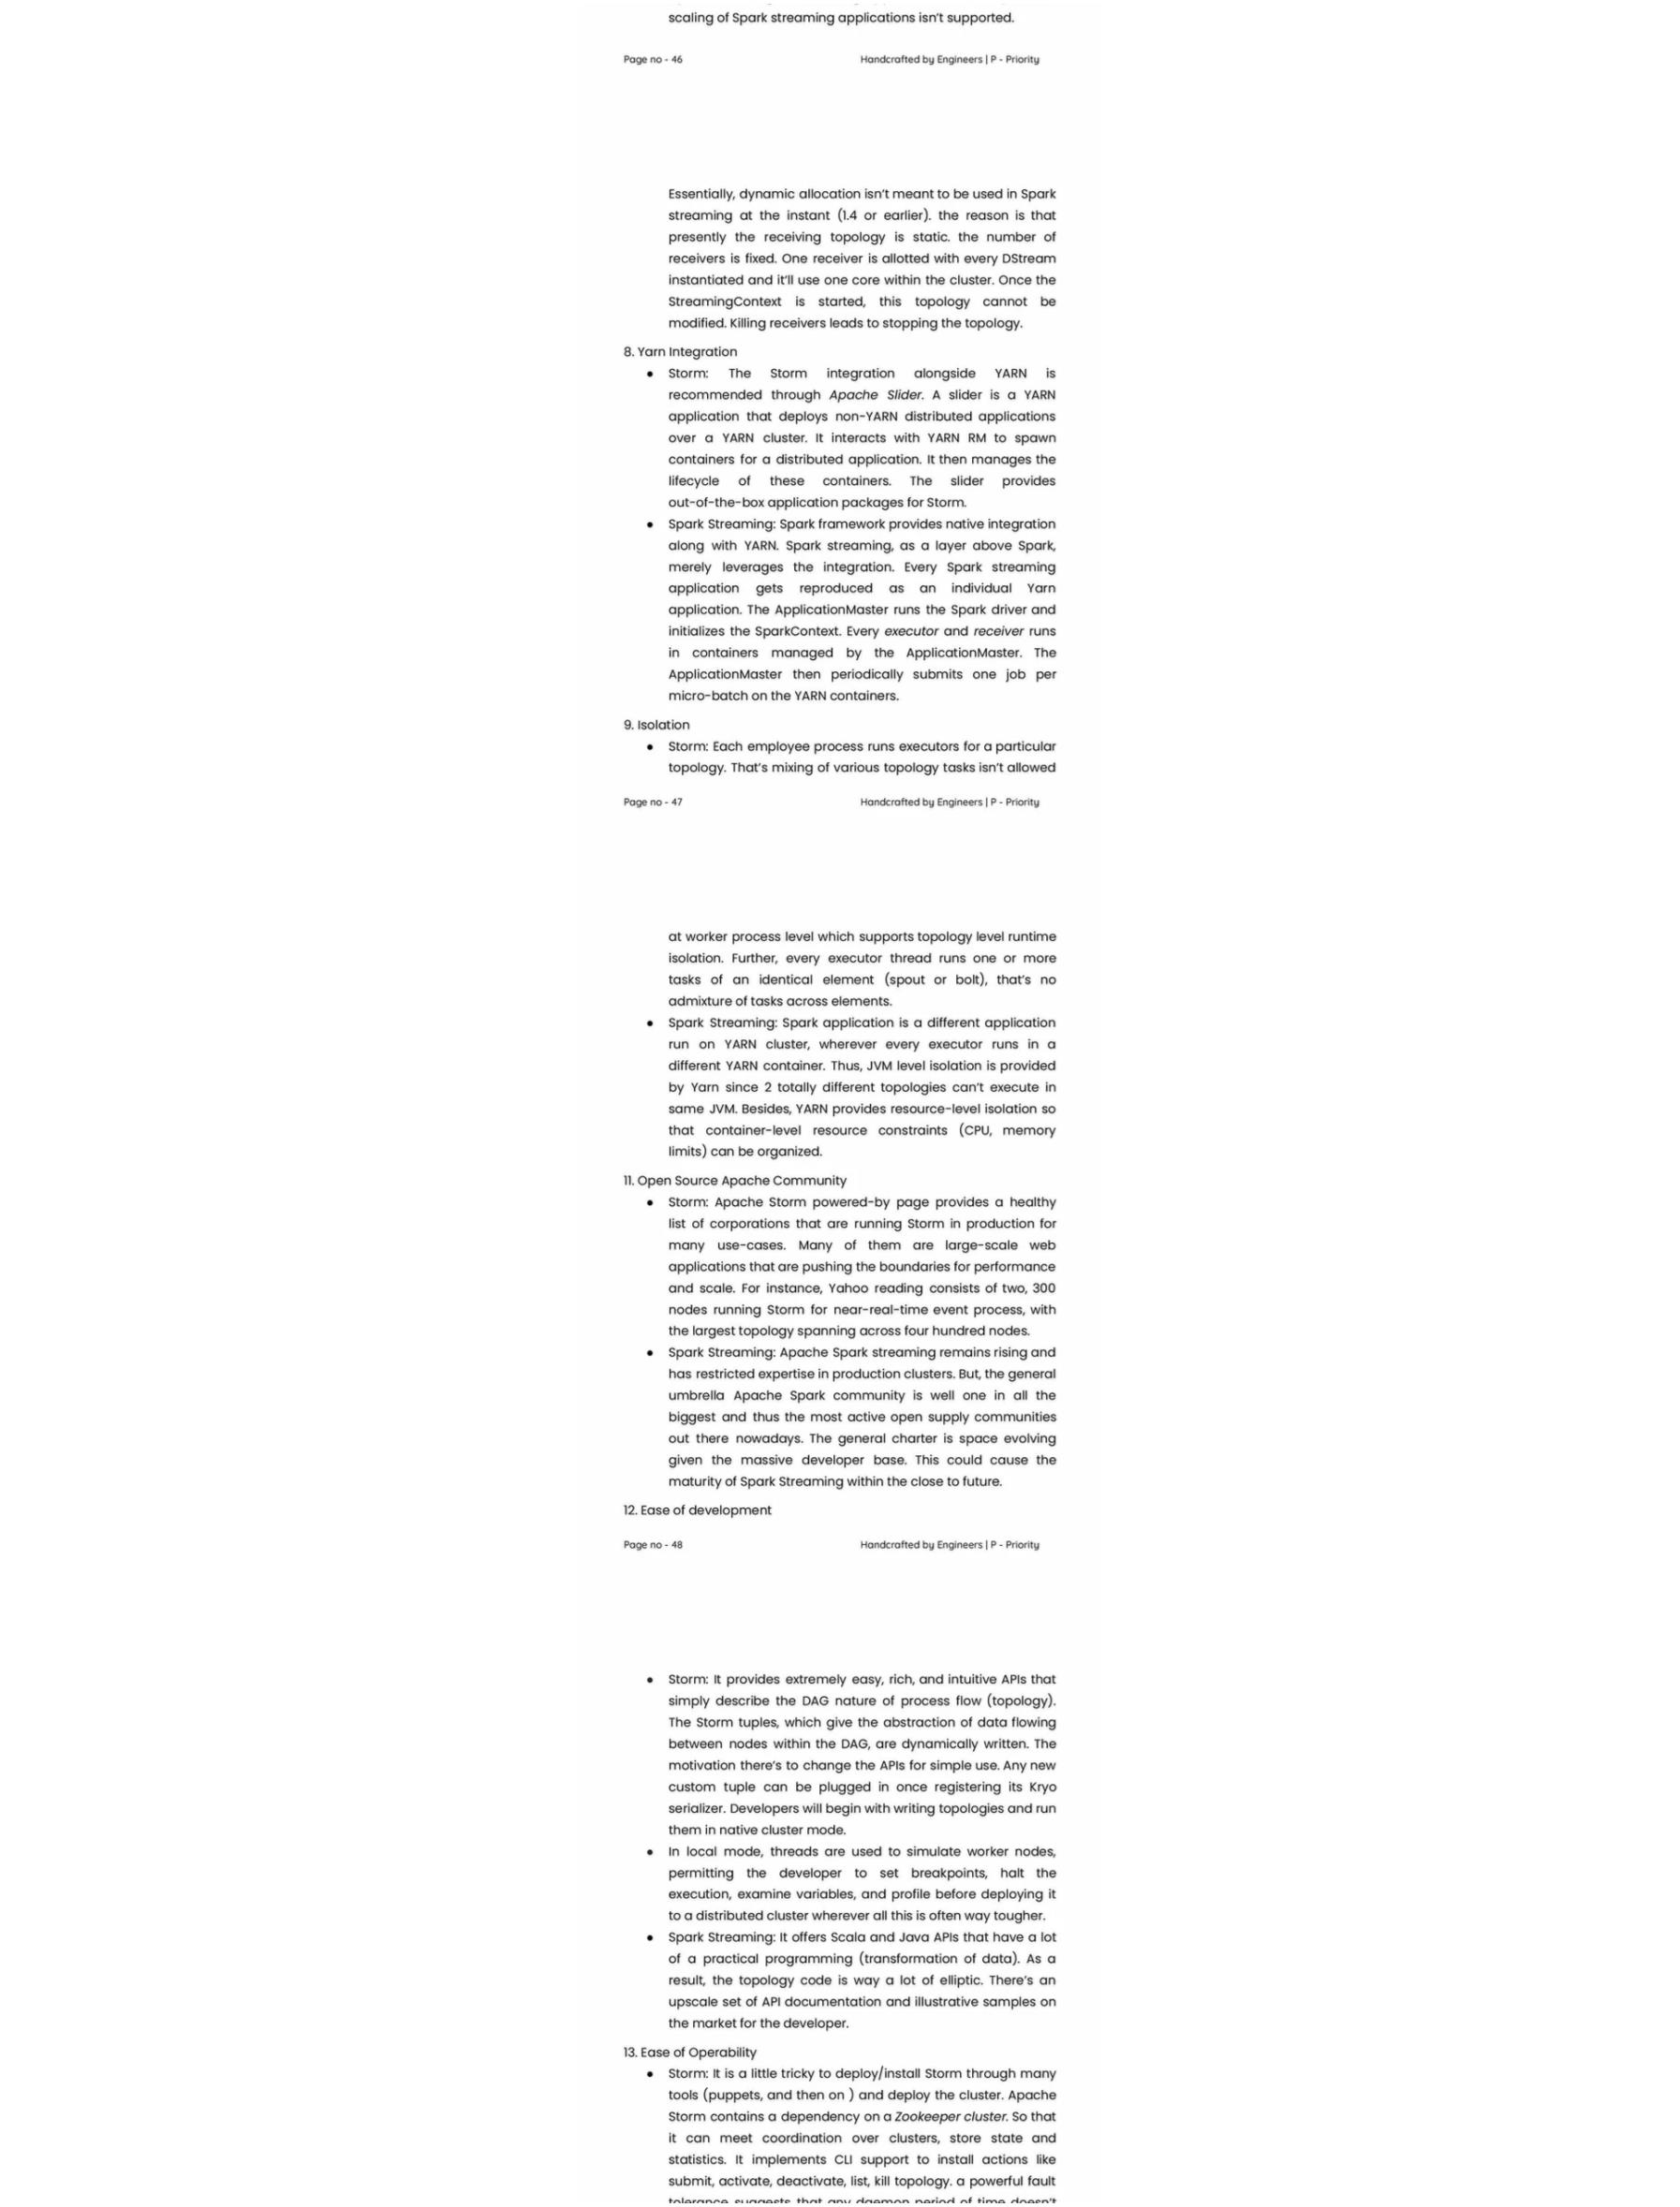 scaling of Spark streaming applications isn't supported.
Page no - 46 Handcrafted by Engineers | P - Priority
Essentially, dynamic allocation isn't meant to be used in Spark
streaming at the instant (1.4 or earlier). the reason is that
presently the receiving topology is static. the number of
receivers is fixed. One receiver is allotted with every DStream
instantiated and it'll use one core within the cluster. Once the
StreamingContext is started, this topology cannot be
modified. Killing receivers leads to stopping the topology.
8. Yarn Integration
● Storm: The Storm integration alongside YARN is
recommended through Apache Slider. A slider is a YARN
application that deploys non-YARN distributed applications
over a YARN cluster. It interacts with YARN RM to spawn
containers for a distributed application. It then manages the
lifecycle of these containers. The slider provides
out-of-the-box application packages for Storm.
● Spark Streaming: Spark framework provides native integration
along with YARN. Spark streaming, as a layer above Spark,
merely leverages the integration. Every Spark streaming
application gets reproduced as an individual Yarn
application. The ApplicationMaster runs the Spark driver and
initializes the SparkContext. Every executor and receiver runs
in containers managed by the ApplicationMaster. The
ApplicationMaster then periodically submits one job per
micro-batch on the YARN containers.
9. Isolation
● Storm: Each employee process runs executors for a particular
topology. That's mixing of various topology tasks isn't allowed
Page no - 47 Handcrafted by Engineers | P - Priority
at worker process level which supports topology level runtime
isolation. Further, every executor thread runs one or more
tasks of an identical element (spout or bolt), that's no
admixture of tasks across elements.
● Spark Streaming: Spark application is a different application
run on YARN cluster, wherever every executor runs in a
different YARN container. Thus, JVM level isolation is provided
by Yarn since 2 totally different topologies can't execute in
same JVM. Besides, YARN provides resource-level isolation so
that container-level resource constraints (CPU, memory
limits) can be organized.
11. Open Source Apache Community
● Storm: Apache Storm powered-by page provides a healthy
list of corporations that are running Storm in production for
many use-cases. Many of them are large-scale web
applications that are pushing the boundaries for performance
and scale. For instance, Yahoo reading consists of two, 300
nodes running Storm for near-real-time event process, with
the largest topology spanning across four hundred nodes.
● Spark Streaming: Apache Spark streaming remains rising and
has restricted expertise in production clusters. But, the general
umbrella Apache Spark community is well one in all the
biggest and thus the most active open supply communities
out there nowadays. The general charter is space evolving
given the massive developer base. This could cause the
maturity of Spark Streaming within the close to future.
12. Ease of development
Page no - 48 Handcrafted by Engineers | P - Priority
● Storm: It provides extremely easy, rich, and intuitive APIs that
simply describe the DAG nature of process flow (topology).
The Storm tuples, which give the abstraction of data flowing
between nodes within the DAG, are dynamically written. The
motivation there's to change the APIs for simple use. Any new
custom tuple can be plugged in once registering its Kryo
serializer. Developers will begin with writing topologies and run
them in native cluster mode.
● In local mode, threads are used to simulate worker nodes,
permitting the developer to set breakpoints, halt the
execution, examine variables, and profile before deploying it
to a distributed cluster wherever all this is often way tougher.
● Spark Streaming: It offers Scala and Java APIs that have a lot
of a practical programming (transformation of data). As a
result, the topology code is way a lot of elliptic. There's an
upscale set of API documentation and illustrative samples on
the market for the developer.
13. Ease of Operability
● Storm: It is a little tricky to deploy/install Storm through many
tools (puppets, and then on ) and deploy the cluster. Apache
Storm contains a dependency on a Zookeeper cluster. So that
it can meet coordination over clusters, store state and
statistics. It implements CLI support to install actions like
submit, activate, deactivate, list, kill topology. a powerful fault
tolerance suggests that any daemon period of time doesn't